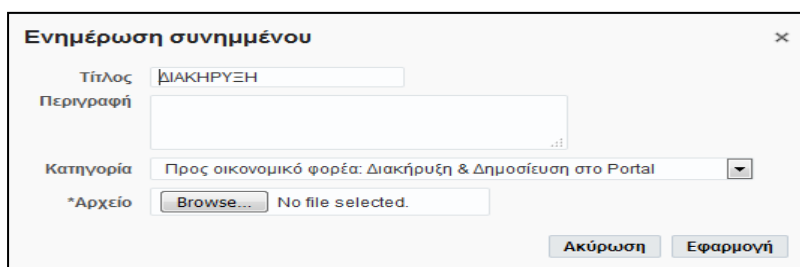 Ενημέρωση συνημμένου ×
Τίτλος ΔΙΑΚΗΡΥΞΗ
Περιγραφή
Κατηγορία Προς οικονομικό φορέα: Διακήρυξη & Δημοσίευση στο Portal
*Αρχείο Browse... No file selected.
Ακύρωση Εφαρμογή